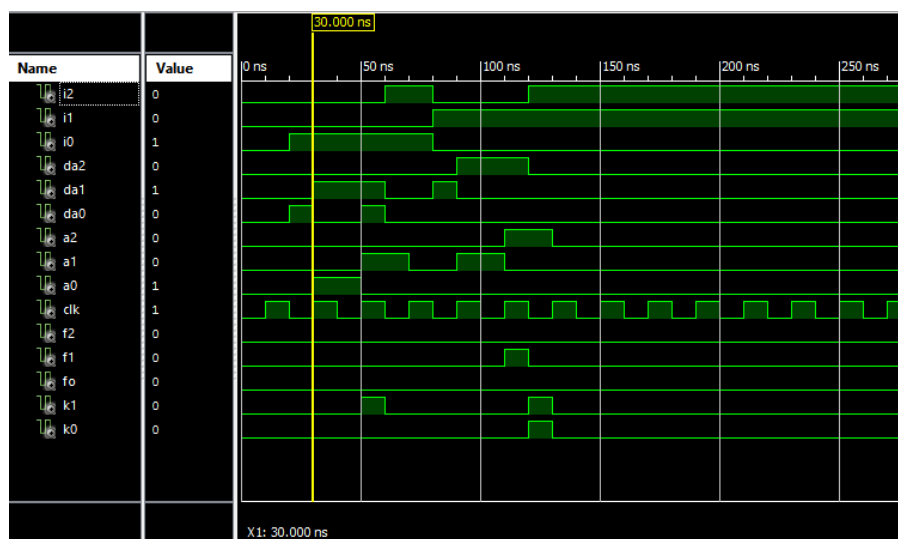 30.000 ns
Name Value 0 ns 50 ns 100 ns 150 ns 200 ns 250 ns
i2 0
i1 0
i0 1
da2 0
da1 1
da0 0
a2 0
a1 0
a0 1
clk 1
f2 0
f1 0
fo 0
k1 0
k0 0
X1: 30.000 ns